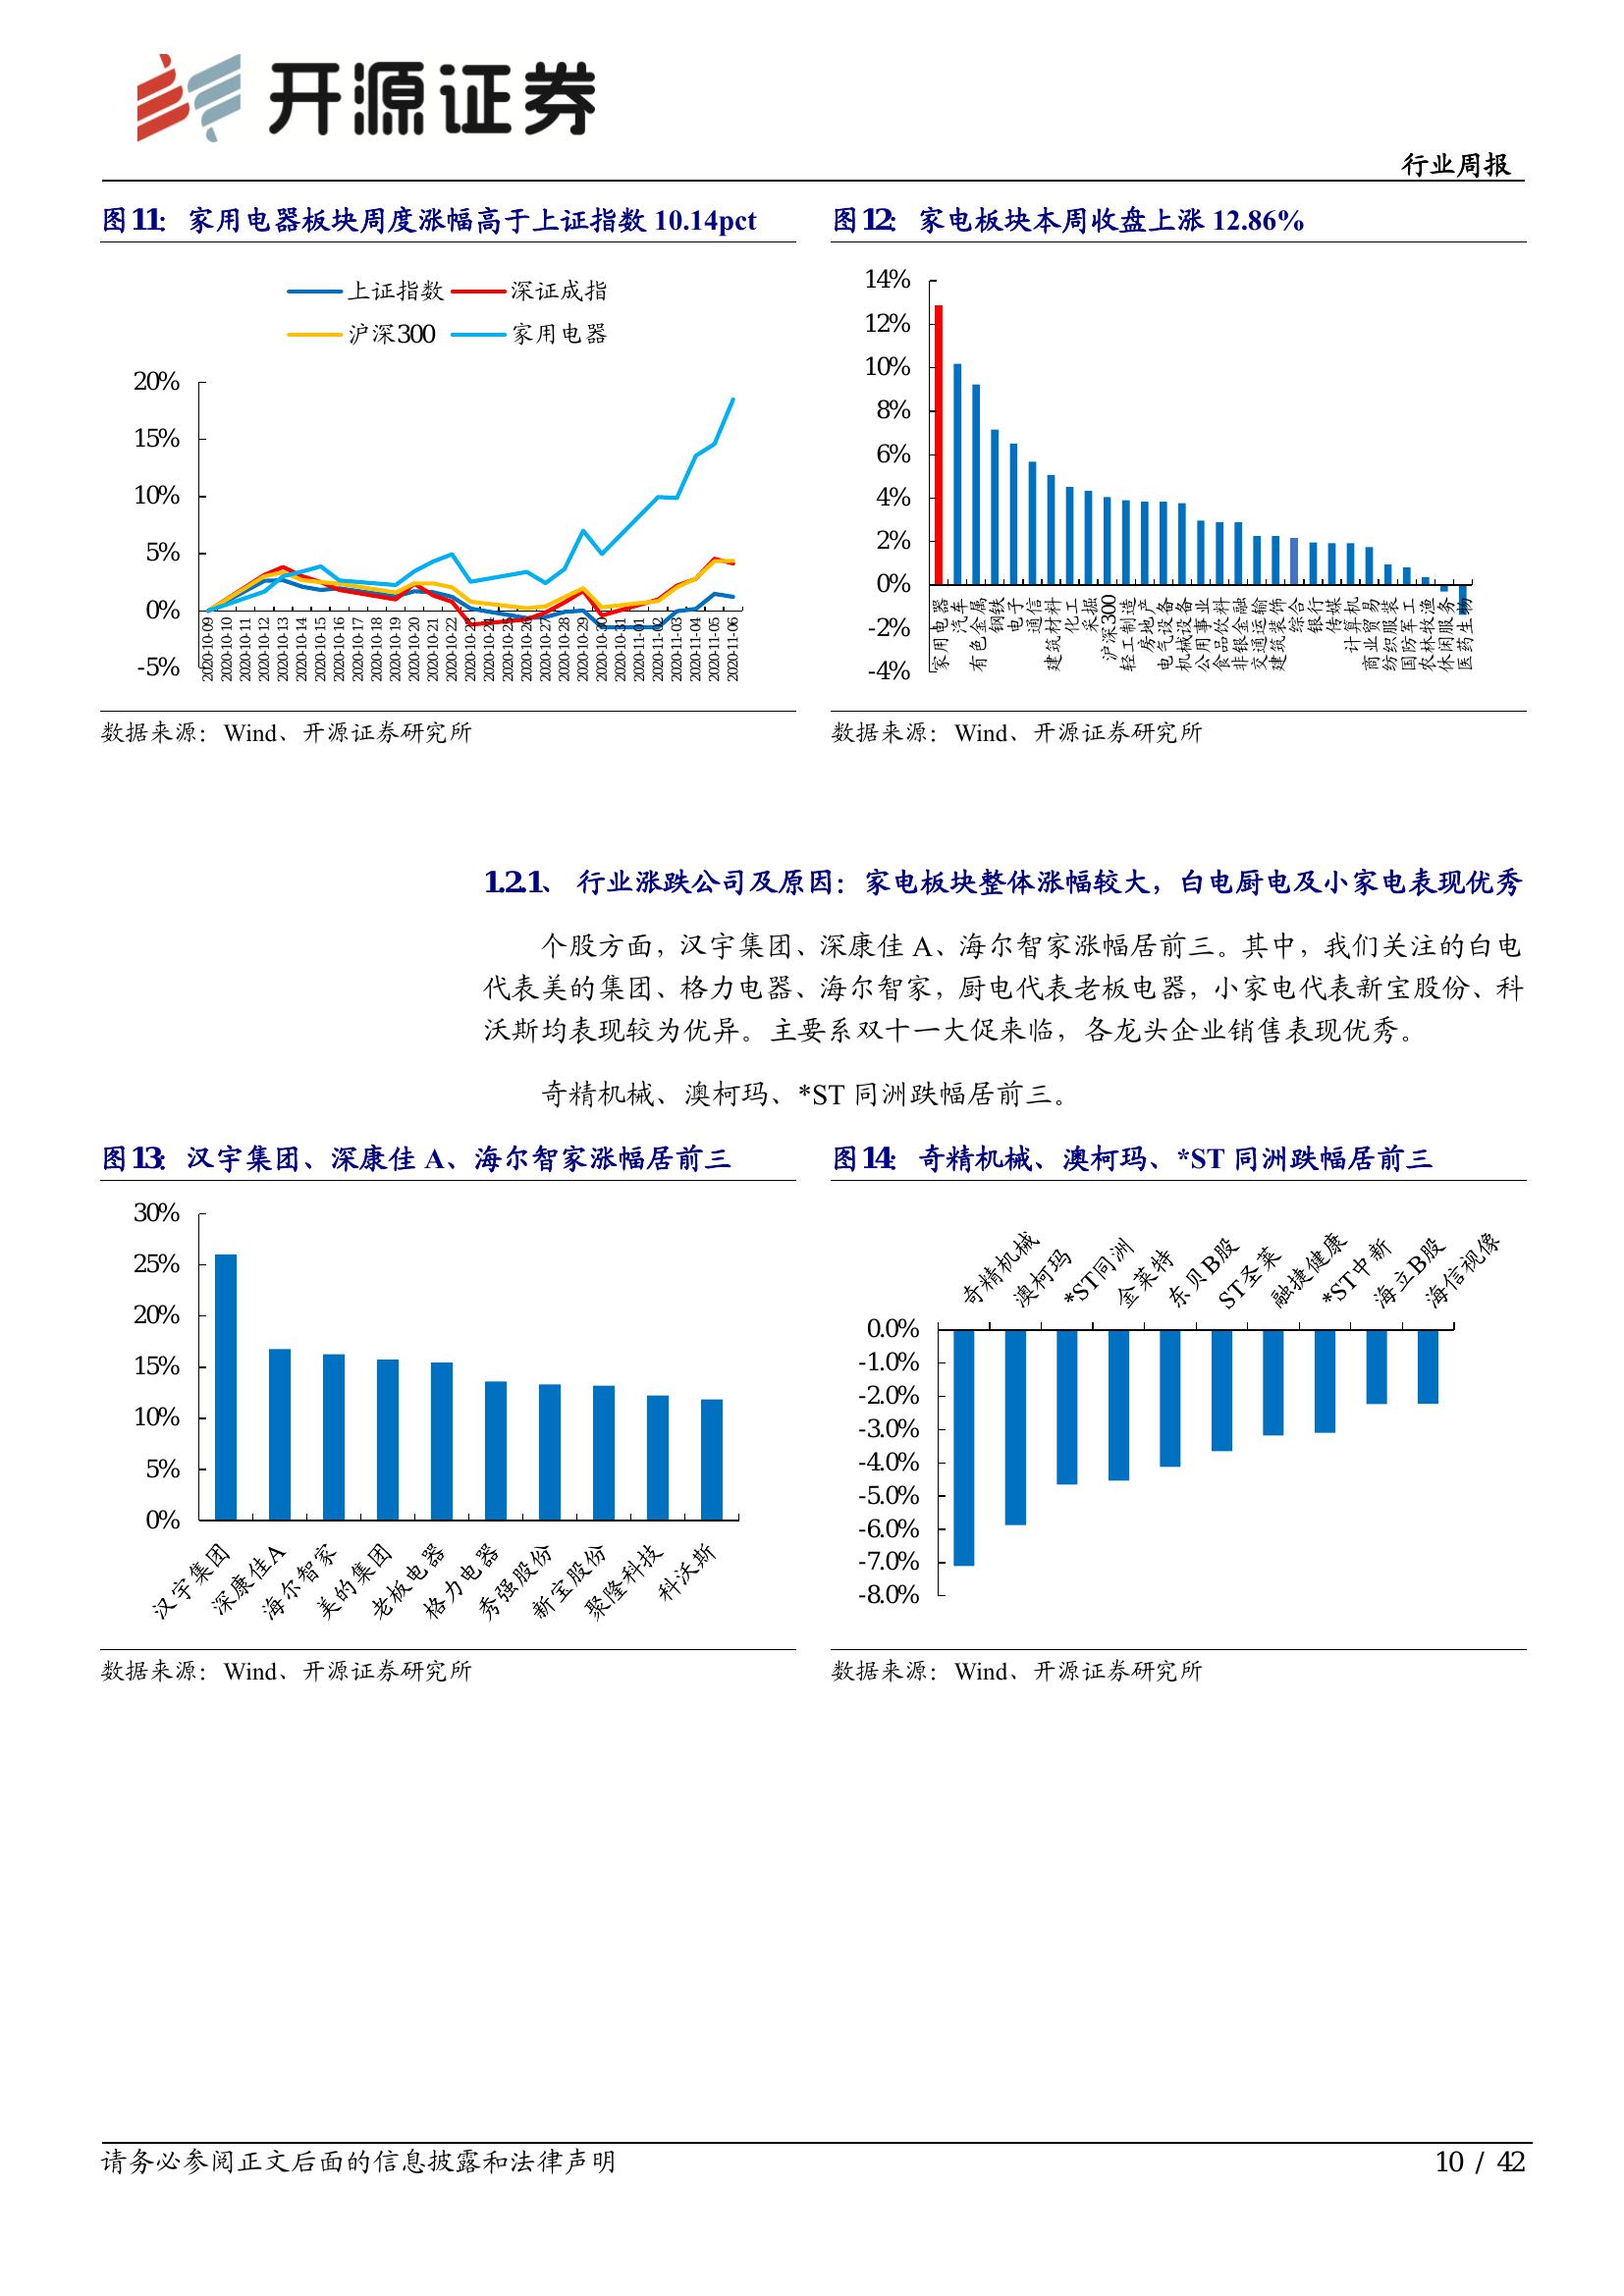 开源证券
行业周报
图11：家用电器板块周度涨幅高于上证指数 10.14pct
上证指数 深证成指
沪深300 家用电器
20%
15%
10%
5%
0%
-5%
2020-10-09
2020-10-10
2020-10-11
2020-10-12
2020-10-13
2020-10-14
2020-10-15
2020-10-16
2020-10-17
2020-10-18
2020-10-19
2020-10-20
2020-10-21
2020-10-22
2020-10-23
2020-10-24
2020-10-25
2020-10-26
2020-10-27
2020-10-28
2020-10-29
2020-10-30
2020-10-31
2020-11-01
2020-11-02
2020-11-03
2020-11-04
2020-11-05
2020-11-06
数据来源：Wind、开源证券研究所
图12：家电板块本周收盘上涨 12.86%
14%
12%
10%
8%
6%
4%
2%
0%
-2%
-4%
家用电器
汽车
有色金属
钢铁
电子
通信
建筑材料
化工
采掘
沪深300
轻工制造
房地产
电气设备
机械设备
公用事业
食品饮料
非银金融
交通运输
建筑装饰
综合
银行
传媒
计算机
商业贸易
纺织服装
国防军工
农林牧渔
休闲服务
医药生物
数据来源：Wind、开源证券研究所
1.2.1、 行业涨跌公司及原因：家电板块整体涨幅较大，白电厨电及小家电表现优秀
个股方面，汉宇集团、深康佳 A、海尔智家涨幅居前三。其中，我们关注的白电
代表美的集团、格力电器、海尔智家，厨电代表老板电器，小家电代表新宝股份、科
沃斯均表现较为优异。主要系双十一大促来临，各龙头企业销售表现优秀。
奇精机械、澳柯玛、*ST 同洲跌幅居前三。
图13：汉宇集团、深康佳 A、海尔智家涨幅居前三
30%
25%
20%
15%
10%
5%
0%
汉宇集团
深康佳A
海尔智家
美的集团
老板电器
格力电器
秀强股份
新宝股份
聚隆科技
科沃斯
数据来源：Wind、开源证券研究所
图14：奇精机械、澳柯玛、*ST 同洲跌幅居前三
奇精机械
澳柯玛
*ST同洲
金莱特
东贝B股
ST圣莱
融捷健康
*ST中新
海立B股
海信视像
0.0%
-1.0%
-2.0%
-3.0%
-4.0%
-5.0%
-6.0%
-7.0%
-8.0%
数据来源：Wind、开源证券研究所
请务必参阅正文后面的信息披露和法律声明
10 / 42